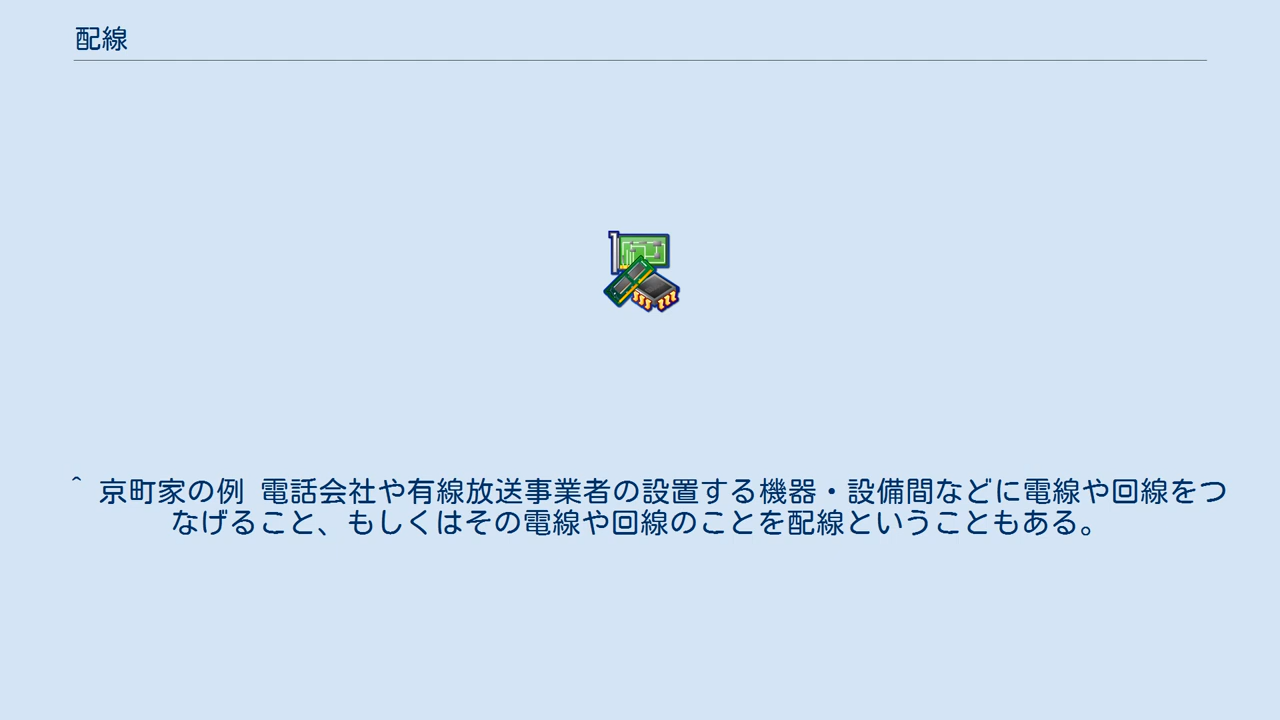 配線
^ 京町家の例 電話会社や有線放送事業者の設置する機器・設備間などに電線や回線をつ
なげること、もしくはその電線や回線のことを配線ということもある。